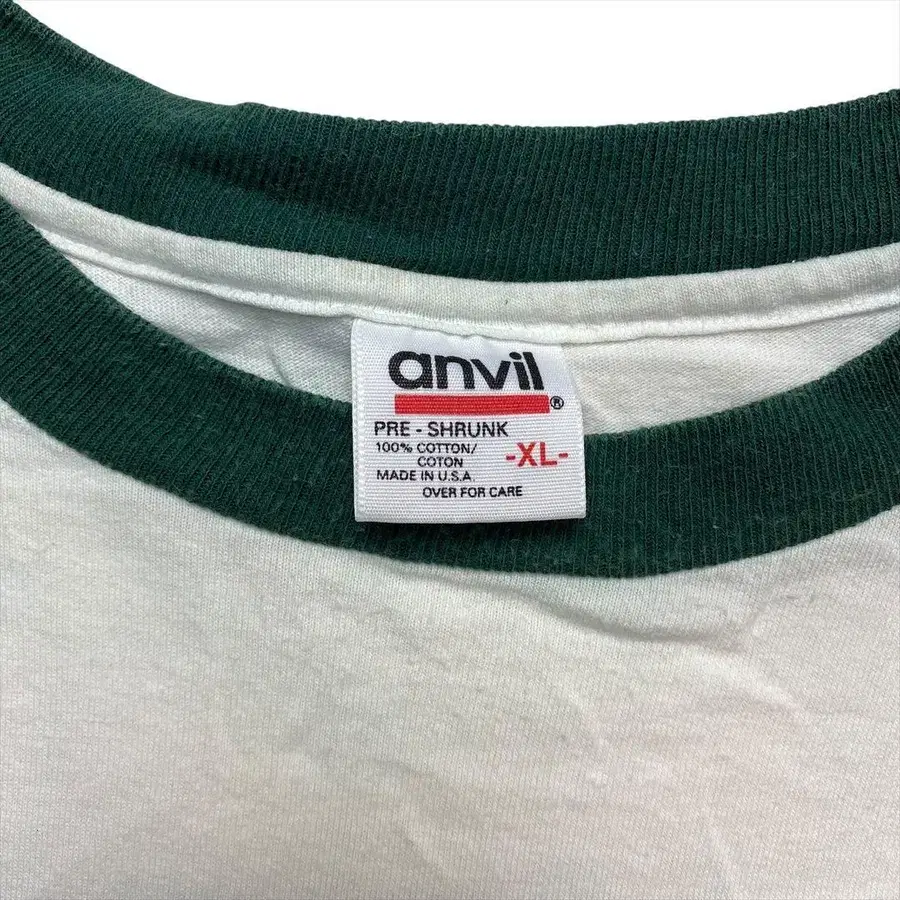 anvil®
PRE - SHRUNK
100% COTTON/
COTON
-XL-
MADE IN U.S.A.
OVER FOR CARE